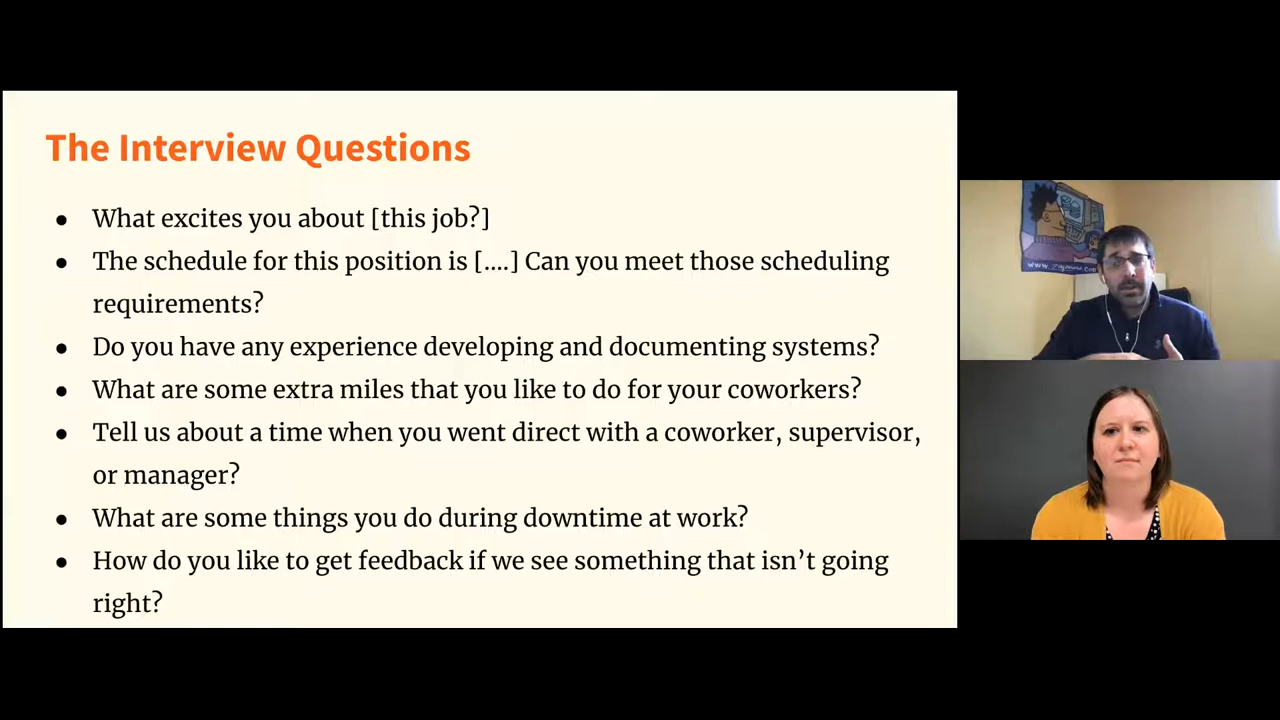 The Interview Questions
● What excites you about [this job?]
● The schedule for this position is [....] Can you meet those scheduling
requirements?
● Do you have any experience developing and documenting systems?
● What are some extra miles that you like to do for your coworkers?
● Tell us about a time when you went direct with a coworker, supervisor,
or manager?
● What are some things you do during downtime at work?
● How do you like to get feedback if we see something that isn’t going
right?